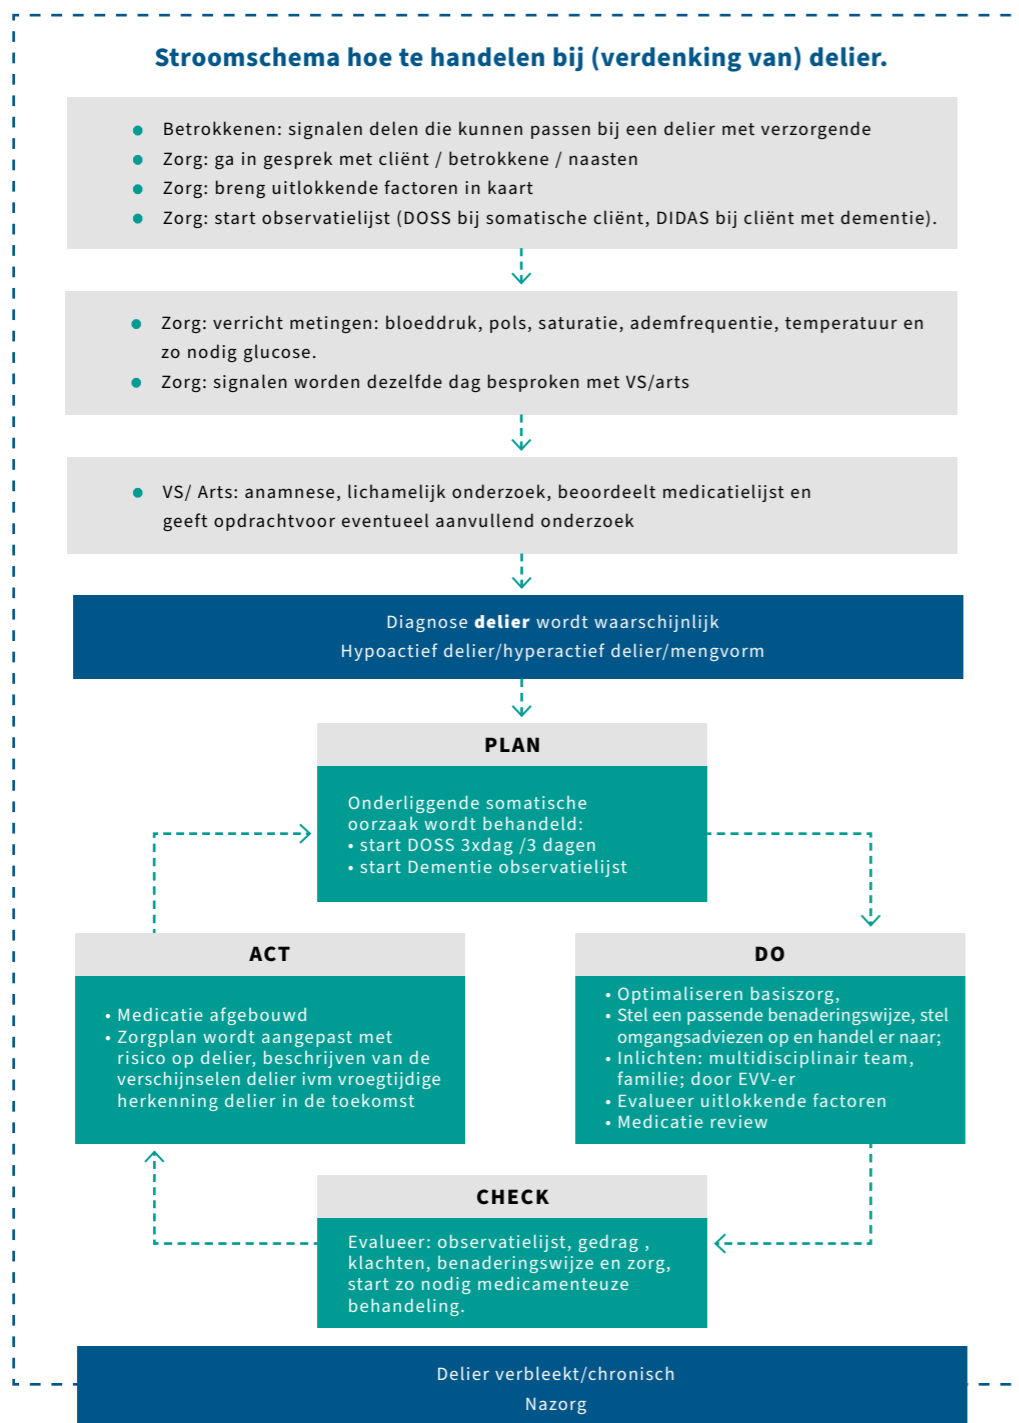 Stroomschema hoe te handelen bij (verdenking van) delier.
● Betrokkenen: signalen delen die kunnen passen bij een delier met verzorgende
● Zorg: ga in gesprek met cliënt / betrokkene / naasten
● Zorg: breng uitlokkende factoren in kaart
● Zorg: start observatielijst (DOSS bij somatische cliënt, DIDAS bij cliënt met dementie).
● Zorg: verricht metingen: bloeddruk, pols, saturatie, ademfrequentie, temperatuur en
zo nodig glucose.
● Zorg: signalen worden dezelfde dag besproken met VS/arts
● VS/ Arts: anamnese, lichamelijk onderzoek, beoordeelt medicatielijst en
geeft opdrachtvoor eventueel aanvullend onderzoek
Diagnose delier wordt waarschijnlijk
Hypoactief delier/hyperactief delier/mengvorm
PLAN
Onderliggende somatische
oorzaak wordt behandeld:
• start DOSS 3xdag /3 dagen
• start Dementie observatielijst
DO
• Optimaliseren basiszorg,
• Stel een passende benaderingswijze, stel
omgangsadviezen op en handel er naar;
• Inlichten: multidisciplinair team,
familie; door EVV-er
• Evalueer uitlokkende factoren
• Medicatie review
CHECK
Evalueer: observatielijst, gedrag ,
klachten, benaderingswijze en zorg,
start zo nodig medicamenteuze
behandeling.
ACT
• Medicatie afgebouwd
• Zorgplan wordt aangepast met
risico op delier, beschrijven van de
verschijnselen delier ivm vroegtijdige
herkenning delier in de toekomst
Delier verbleekt/chronisch
Nazorg